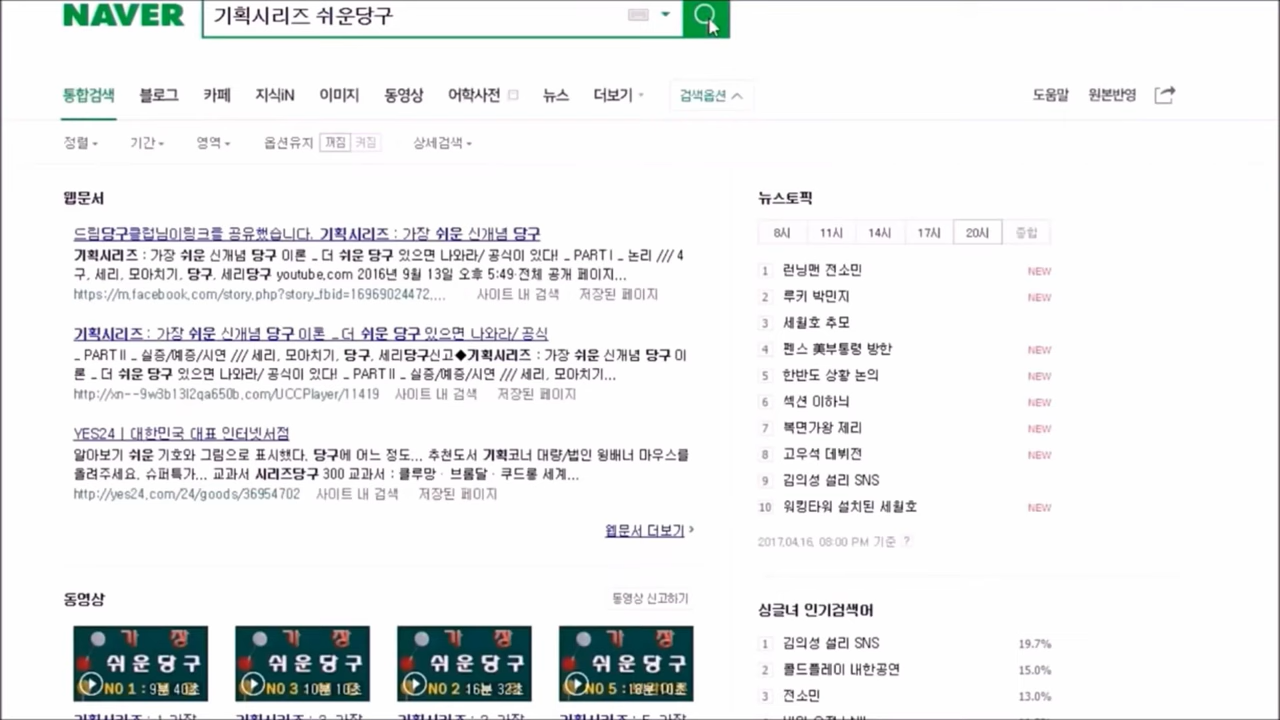 NAVER 기획시리즈 쉬운당구
통합검색 블로그 카페 지식iN 이미지 동영상 어학사전 뉴스 더보기 검색옵션 도움말 원본반영
정렬 기간 영역 옵션유지 꺼짐 켜짐 상세검색
웹문서
드림당구클럽님이링크를 공유했습니다. 기획시리즈 : 가장 쉬운 신개념 당구
기획시리즈 : 가장 쉬운 신개념 당구 이론 _ 더 쉬운 당구 있으면 나와라/ 공식이 있다! _ PART I _ 논리 /// 4
구, 세리, 모아치기, 당구, 세리당구 youtube.com 2016년 9월 13일 오후 5:49·전체 공개 페이지...
https://m.facebook.com/story.php?story_fbid=16969024472... 사이트 내 검색 저장된 페이지
기획시리즈 : 가장 쉬운 신개념 당구 이론 _ 더 쉬운 당구 있으면 나와라/ 공식
_ PART II _ 실증/예증/시연 /// 세리, 모아치기, 당구, 세리당구신고◆기획시리즈 : 가장 쉬운 신개념 당구 이
론 _ 더 쉬운 당구 있으면 나와라/ 공식이 있다! _ PART II _ 실증/예증/시연 /// 세리, 모아치기...
http://xn--9w3b13l2qa650b.com/UCCPlayer/11419 사이트 내 검색 저장된 페이지
YES24 | 대한민국 대표 인터넷서점
알아보기 쉬운 기호와 그림으로 표시했다. 당구에 어느 정도... 추천도서 기획코너 대량/법인 윙배너 마우스를
올려주세요. 슈퍼특가... 교과서 시리즈당구 300 교과서 : 클루망 · 브롬달 · 쿠드롱 세계...
http://yes24.com/24/goods/36954702 사이트 내 검색 저장된 페이지
웹문서 더보기
동영상 동영상 신고하기
가 장
쉬운당구
NO 1 : 9분 40초
가 장
쉬운당구
NO 3 10분 10초
가 장
쉬운당구
NO 2 16분 32초
가 장
쉬운당구
NO 5
뉴스토픽
8시 11시 14시 17시 20시 종합
1 런닝맨 전소민 NEW
2 루키 박민지 NEW
3 세월호 추모
4 펜스 美부통령 방한 NEW
5 한반도 상황 논의 NEW
6 섹션 이하늬 NEW
7 복면가왕 제리 NEW
8 고우석 데뷔전 NEW
9 김의성 설리 SNS
10 워킹타워 설치된 세월호 NEW
2017.04.16. 08:00 PM 기준 ?
싱글녀 인기검색어
1 김의성 설리 SNS 19.7%
2 콜드플레이 내한공연 15.0%
3 전소민 13.0%